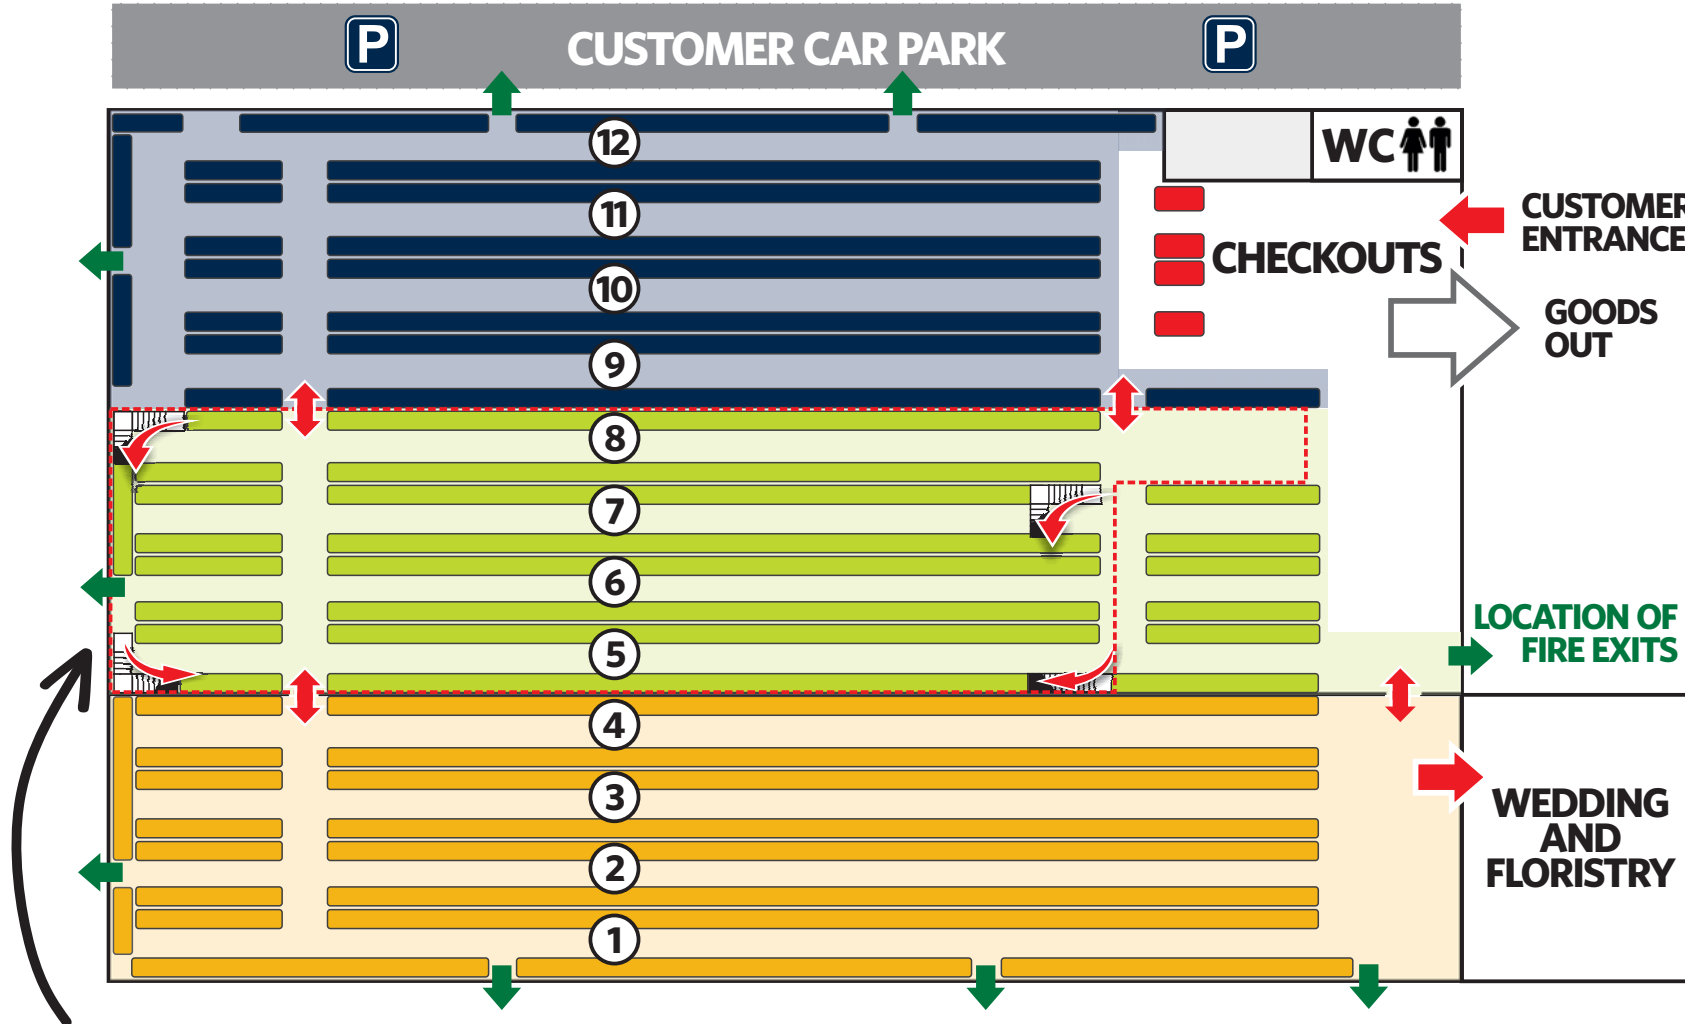 P CUSTOMER CAR PARK P
12
WC
11
CUSTOMER
ENTRANCE
CHECKOUTS
10
GOODS
OUT
9
8
7
6
LOCATION OF
FIRE EXITS
5
4
3
WEDDING
AND
FLORISTRY
2
1